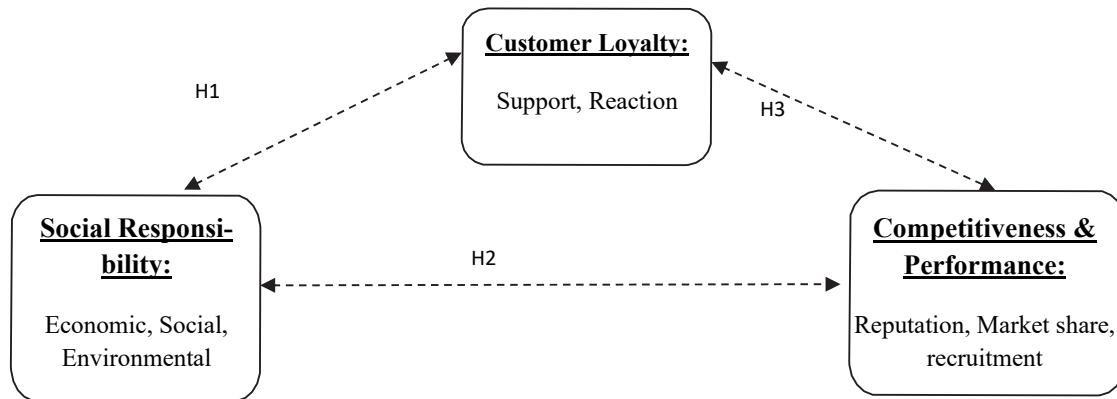 Customer Loyalty:
Support, Reaction
H1
H3
Social Responsi-
bility:
Economic, Social,
Environmental
H2
Competitiveness &
Performance:
Reputation, Market share,
recruitment